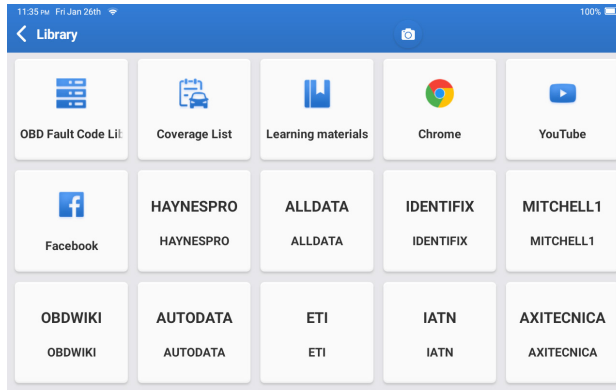 11:35 PM Fri Jan 26th 100%
Library
OBD Fault Code Lib Coverage List Learning materials Chrome YouTube
HAYNESPRO ALLDATA IDENTIFIX MITCHELL1
Facebook HAYNESPRO ALLDATA IDENTIFIX MITCHELL1
OBDWIKI AUTODATA ETI IATN AXITECNICA
OBDWIKI AUTODATA ETI IATN AXITECNICA